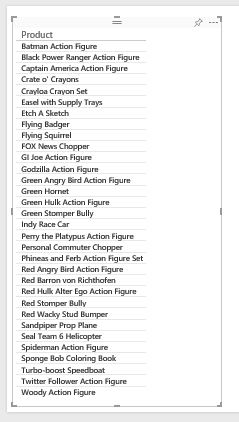 Product
Batman Action Figure
Black Power Ranger Action Figure
Captain America Action Figure
Crate o' Crayons
Crayloa Crayon Set
Easel with Supply Trays
Etch A Sketch
Flying Badger
Flying Squirrel
FOX News Chopper
GI Joe Action Figure
Godzilla Action Figure
Green Angry Bird Action Figure
Green Hornet
Green Hulk Action Figure
Green Stomper Bully
Indy Race Car
Perry the Platypus Action Figure
Personal Commuter Chopper
Phineas and Ferb Action Figure Set
Red Angry Bird Action Figure
Red Barron von Richthofen
Red Hulk Alter Ego Action Figure
Red Stomper Bully
Red Wacky Stud Bumper
Sandpiper Prop Plane
Seal Team 6 Helicopter
Spiderman Action Figure
Sponge Bob Coloring Book
Turbo-boost Speedboat
Twitter Follower Action Figure
Woody Action Figure